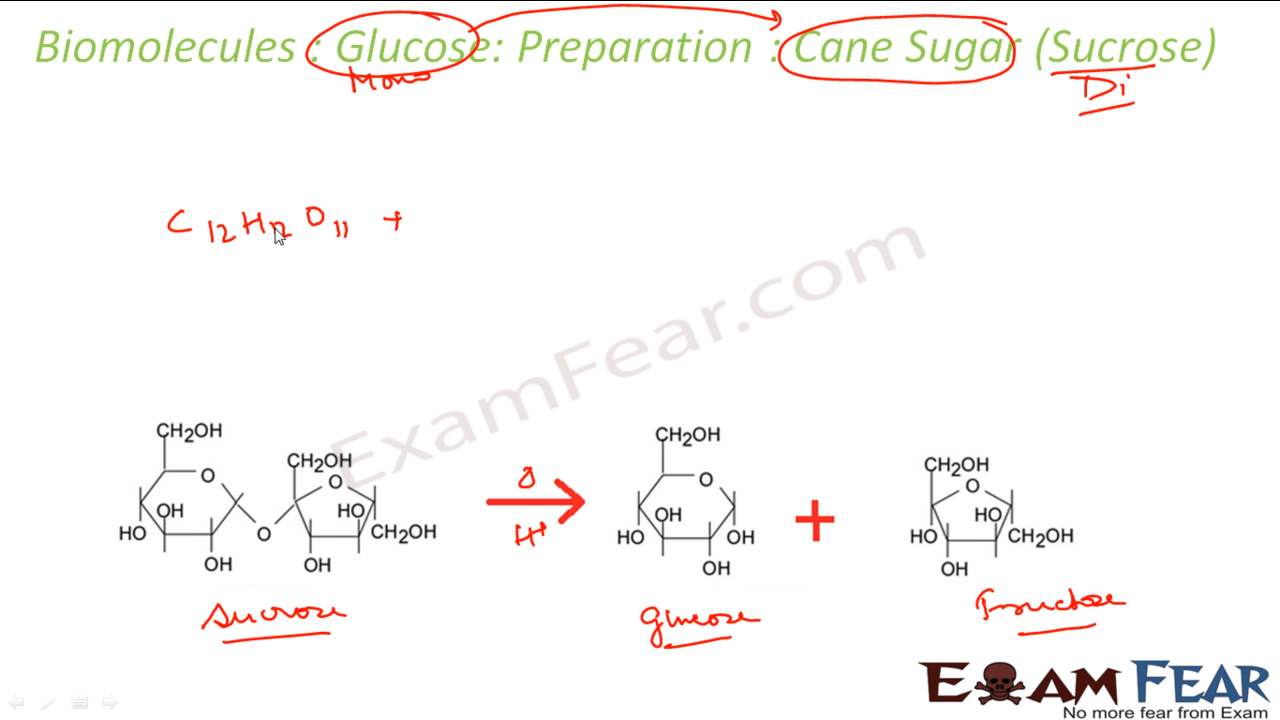 Biomolecules : Glucose: Preparation : Cane Sugar (Sucrose)
Mono
Di
C12H12O11 +
ExamFear.com
CH2OH
O
OH
HO
OH
O
CH2OH
O
HO
CH2OH
OH
Δ
H+
CH2OH
O
OH
HO
OH
OH
+
CH2OH
O
HO
HO
CH2OH
OH
Sucrose
glucose
Fructose
EXAM FEAR
No more fear from Exam